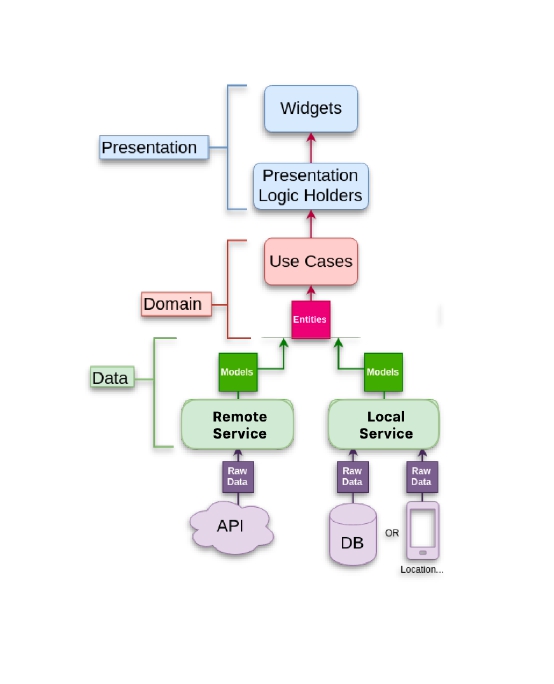 Widgets
Presentation
Presentation
Logic Holders
Use Cases
Domain
Entities
Data
Models
Models
Remote
Service
Local
Service
Raw
Data
Raw
Data
Raw
Data
API
DB
OR
Location...